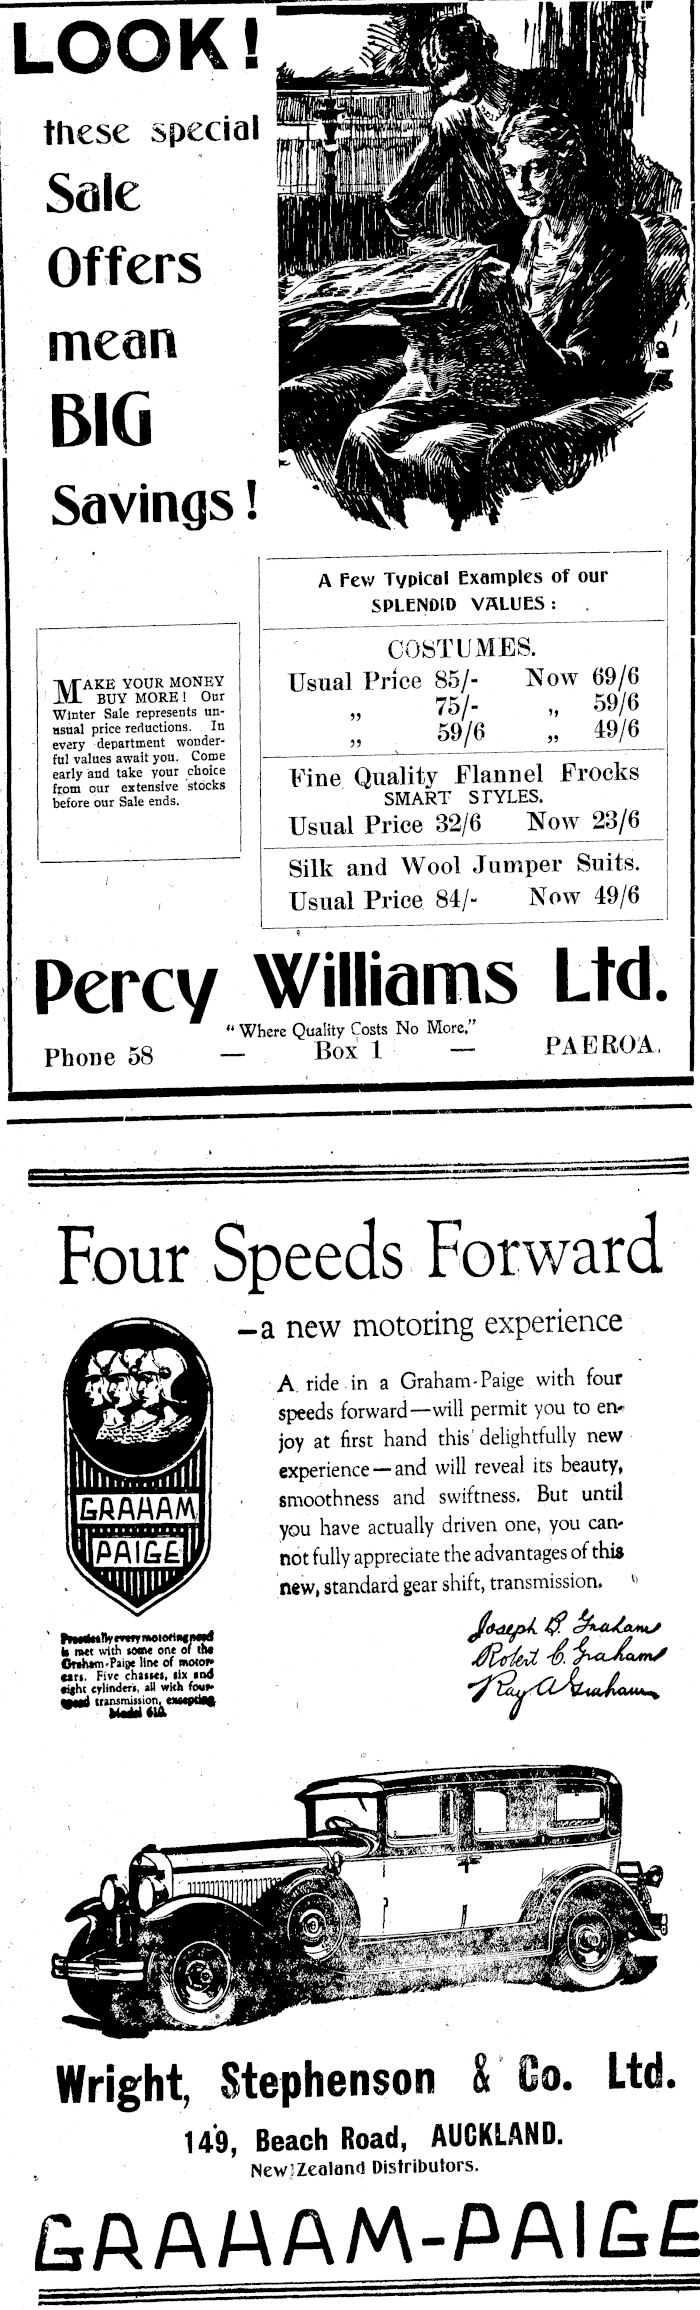 LOOK!
these special
Sale
Offers
mean
BIG
Savings!
A Few Typical Examples of our
SPLENDID VALUES:
COSTUMES.
Usual Price 85/- Now 69/6
„ 75/- „ 59/6
„ 59/6 „ 49/6
Fine Quality Flannel Frocks
SMART STYLES.
Usual Price 32/6 Now 23/6
Silk and Wool Jumper Suits.
Usual Price 84/- Now 49/6
MAKE YOUR MONEY
BUY MORE! Our
Winter Sale represents un-
usual price reductions. In
every department wonder-
ful values await you. Come
early and take your choice
from our extensive stocks
before our Sale ends.
Percy Williams Ltd.
"Where Quality Costs No More."
Phone 58 — Box 1 — PAEROA.
Four Speeds Forward
—a new motoring experience
A ride in a Graham-Paige with four
speeds forward—will permit you to en-
joy at first hand this delightfully new
experience—and will reveal its beauty,
smoothness and swiftness. But until
you have actually driven one, you can-
not fully appreciate the advantages of this
new, standard gear shift, transmission.
Joseph B. Graham
Robert C. Graham
Ray A Graham
GRAHAM
PAIGE
Practically every motoring need
is met with some one of the
Graham-Paige line of motor
cars. Five chasses, six and
eight cylinders, all with four-
speed transmission, excepting
Model 610.
Wright, Stephenson & Co. Ltd.
149, Beach Road, AUCKLAND.
New Zealand Distributors.
GRAHAM-PAIGE